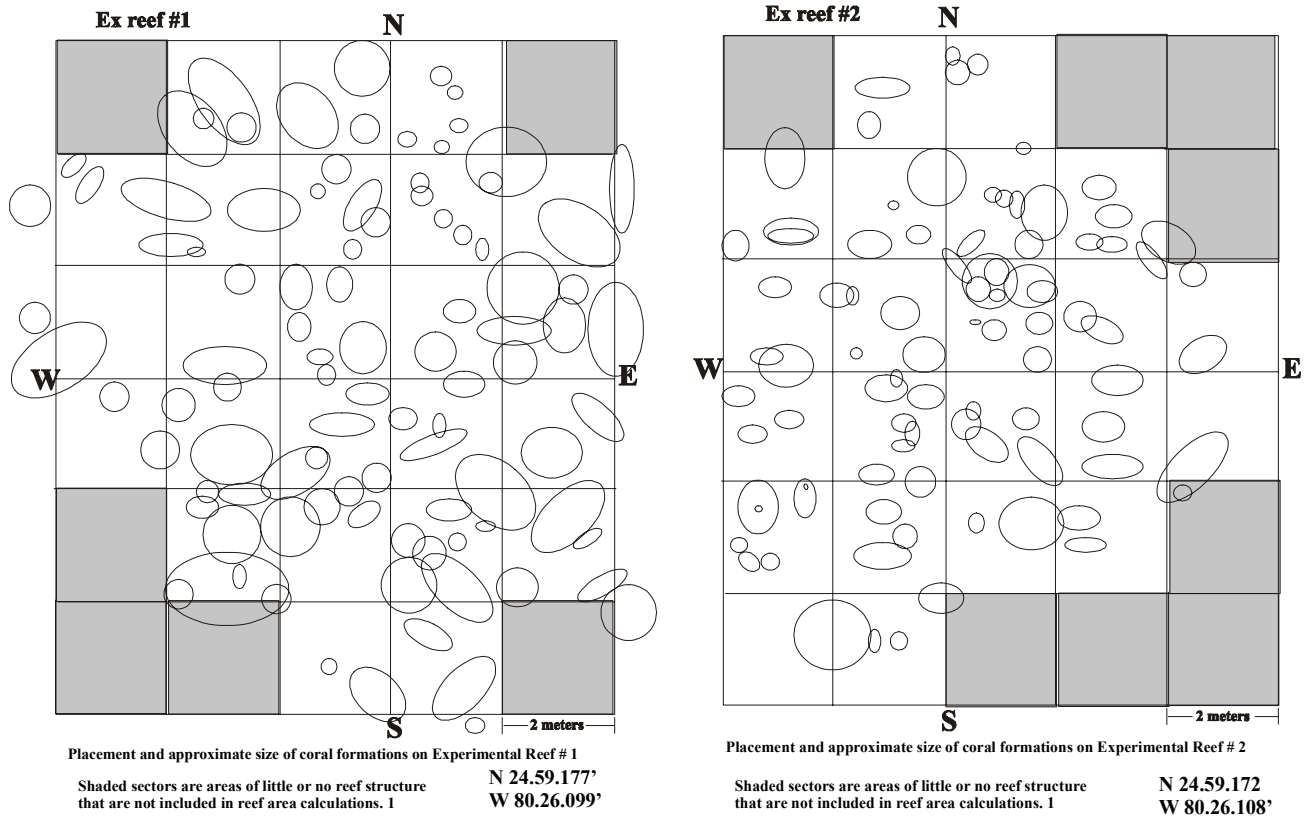 Ex reef #1
N
W
E
S
2 meters
Placement and approximate size of coral formations on Experimental Reef # 1
Shaded sectors are areas of little or no reef structure
that are not included in reef area calculations. 1
N 24.59.177’
W 80.26.099’
Ex reef #2
N
W
E
S
2 meters
Placement and approximate size of coral formations on Experimental Reef # 2
Shaded sectors are areas of little or no reef structure
that are not included in reef area calculations. 1
N 24.59.172
W 80.26.108’